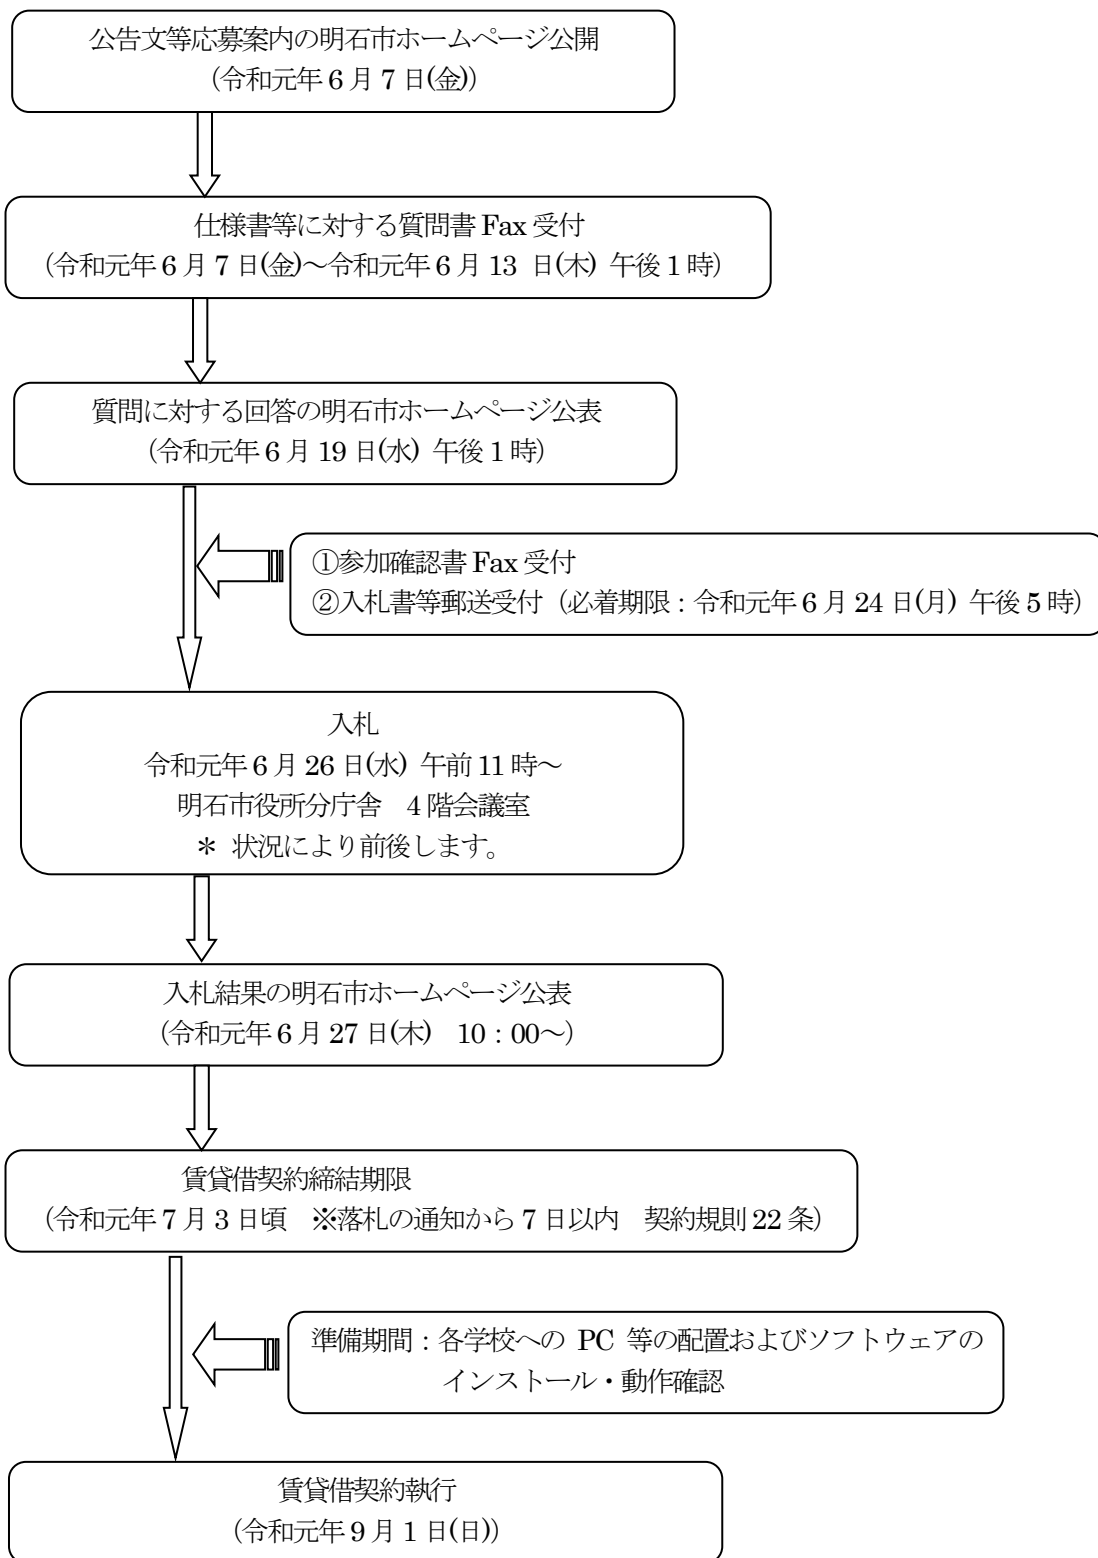 公告文等応募案内の明石市ホームページ公開
（令和元年6月7日(金)）
仕様書等に対する質問書 Fax 受付
（令和元年6月7日(金)～令和元年6月13 日(木) 午後1時）
質問に対する回答の明石市ホームページ公表
（令和元年6月19日(水) 午後1時）
①参加確認書 Fax 受付
②入札書等郵送受付（必着期限：令和元年6月24日(月) 午後5時）
入札
令和元年6月26日(水) 午前11時～
明石市役所分庁舎　4階会議室
＊ 状況により前後します。
入札結果の明石市ホームページ公表
（令和元年6月27日(木)　10：00～）
賃貸借契約締結期限
（令和元年7月3日頃　※落札の通知から7日以内　契約規則22条）
準備期間：各学校への PC 等の配置およびソフトウェアの
インストール・動作確認
賃貸借契約執行
（令和元年9月1日(日)）